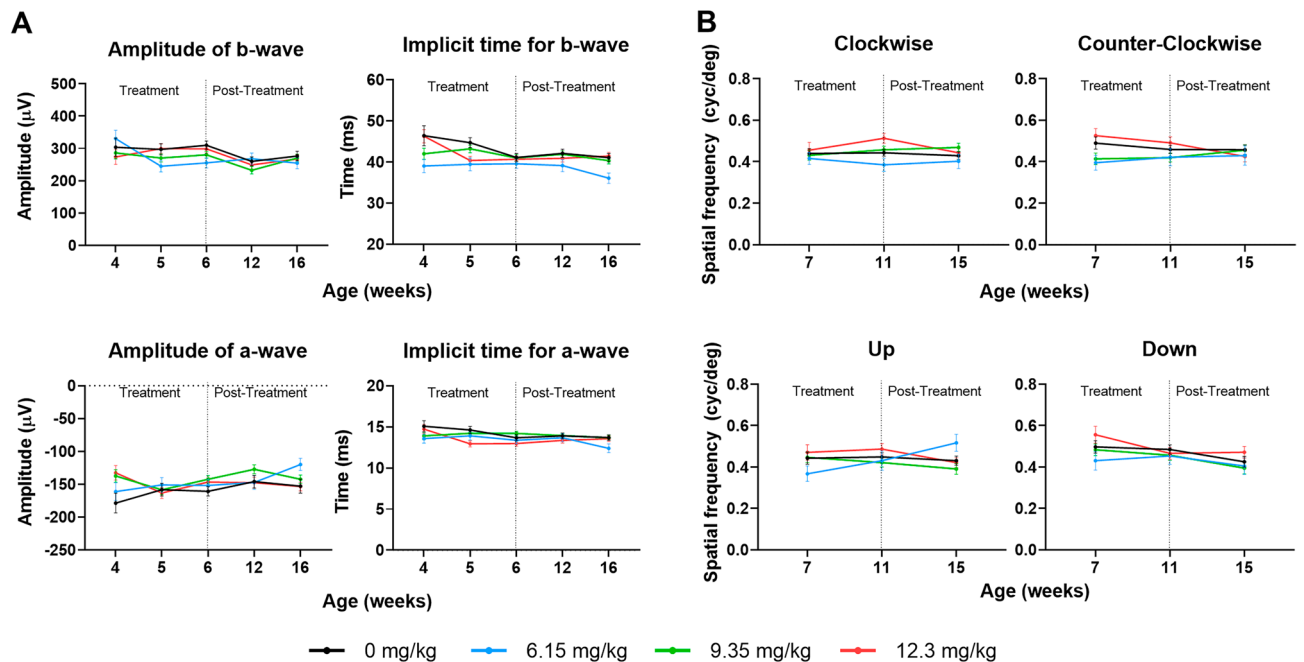 A
Amplitude of b-wave
Amplitude (µV)
500
400
300
200
100
0
Treatment
Post-Treatment
4 5 6 12 16
Implicit time for b-wave
Time (ms)
60
50
40
30
20
Treatment
Post-Treatment
4 5 6 12 16
Age (weeks)
Amplitude of a-wave
Amplitude (µV)
0
-50
-100
-150
-200
-250
Treatment
Post-Treatment
4 5 6 12 16
Implicit time for a-wave
Time (ms)
20
15
10
5
0
Treatment
Post-Treatment
4 5 6 12 16
Age (weeks)
B
Clockwise
Spatial frequency (cyc/deg)
0.8
0.6
0.4
0.2
0.0
Treatment
Post-Treatment
7 11 15
Counter-Clockwise
0.8
0.6
0.4
0.2
0.0
Treatment
Post-Treatment
7 11 15
Age (weeks)
Up
Spatial frequency (cyc/deg)
0.8
0.6
0.4
0.2
0.0
Treatment
Post-Treatment
7 11 15
Down
0.8
0.6
0.4
0.2
0.0
Treatment
Post-Treatment
7 11 15
Age (weeks)
0 mg/kg 6.15 mg/kg 9.35 mg/kg 12.3 mg/kg